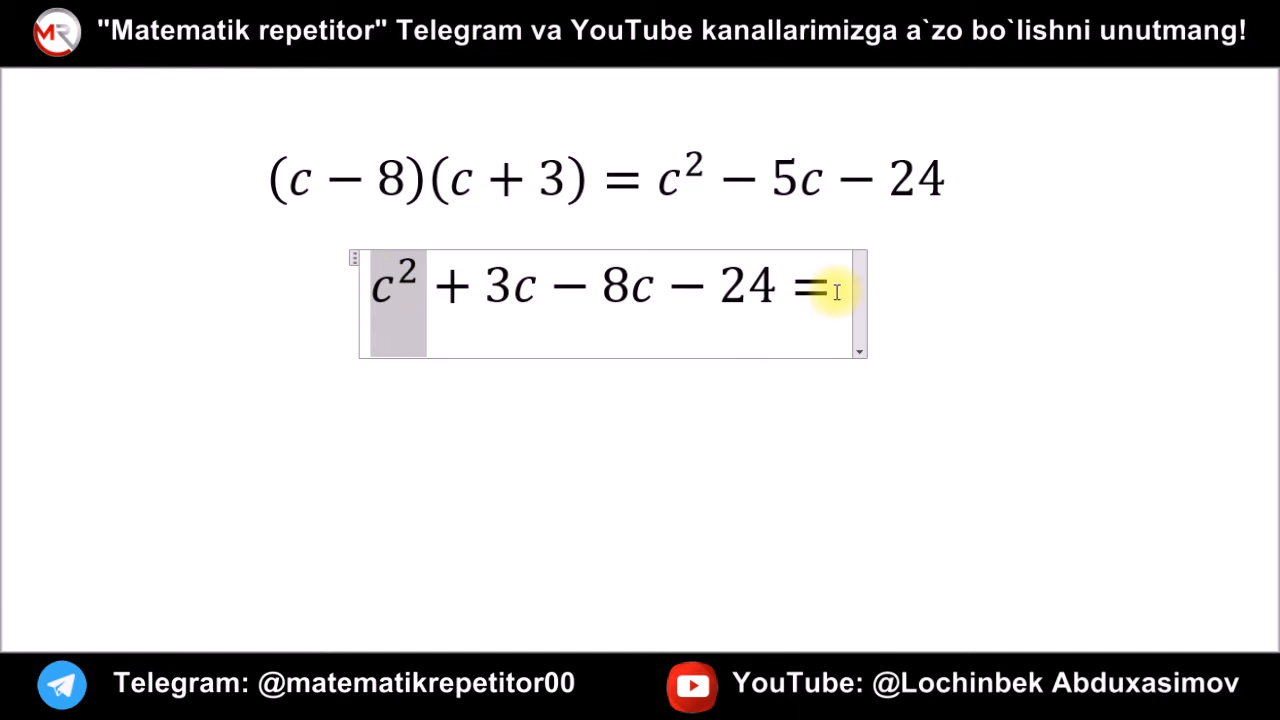 MR "Matematik repetitor" Telegram va YouTube kanallarimizga a`zo bo`lishni unutmang!
(c − 8)(c + 3) = c² − 5c − 24
c² + 3c − 8c − 24 =
Telegram: @matematikrepetitor00 YouTube: @Lochinbek Abduxasimov